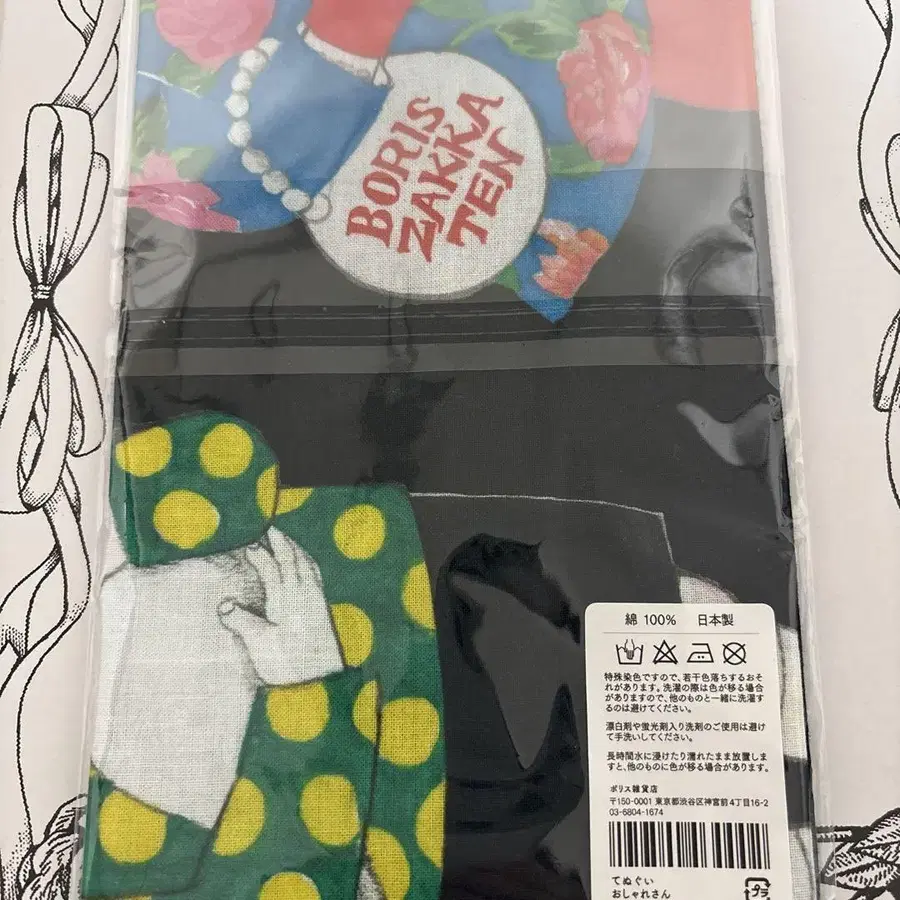 BORIS
ZAKKA
TEN
綿 100% 日本製
特殊染色ですので、若干色落ちするおそ
れがあります。洗濯の際は色が移る場合
がありますので、他のものと一緒に洗濯す
るのは避けてください。
漂白剤や蛍光剤入り洗剤のご使用は避け
て手洗いしてください。
長時間水に浸けたり濡れたまま放置しま
すと、他のものに色が移る場合があります。
ボリス雑貨店
〒150-0001 東京都渋谷区神宮前4丁目16-2
03-6804-1674
てぬぐい
おしゃれさん
プラ